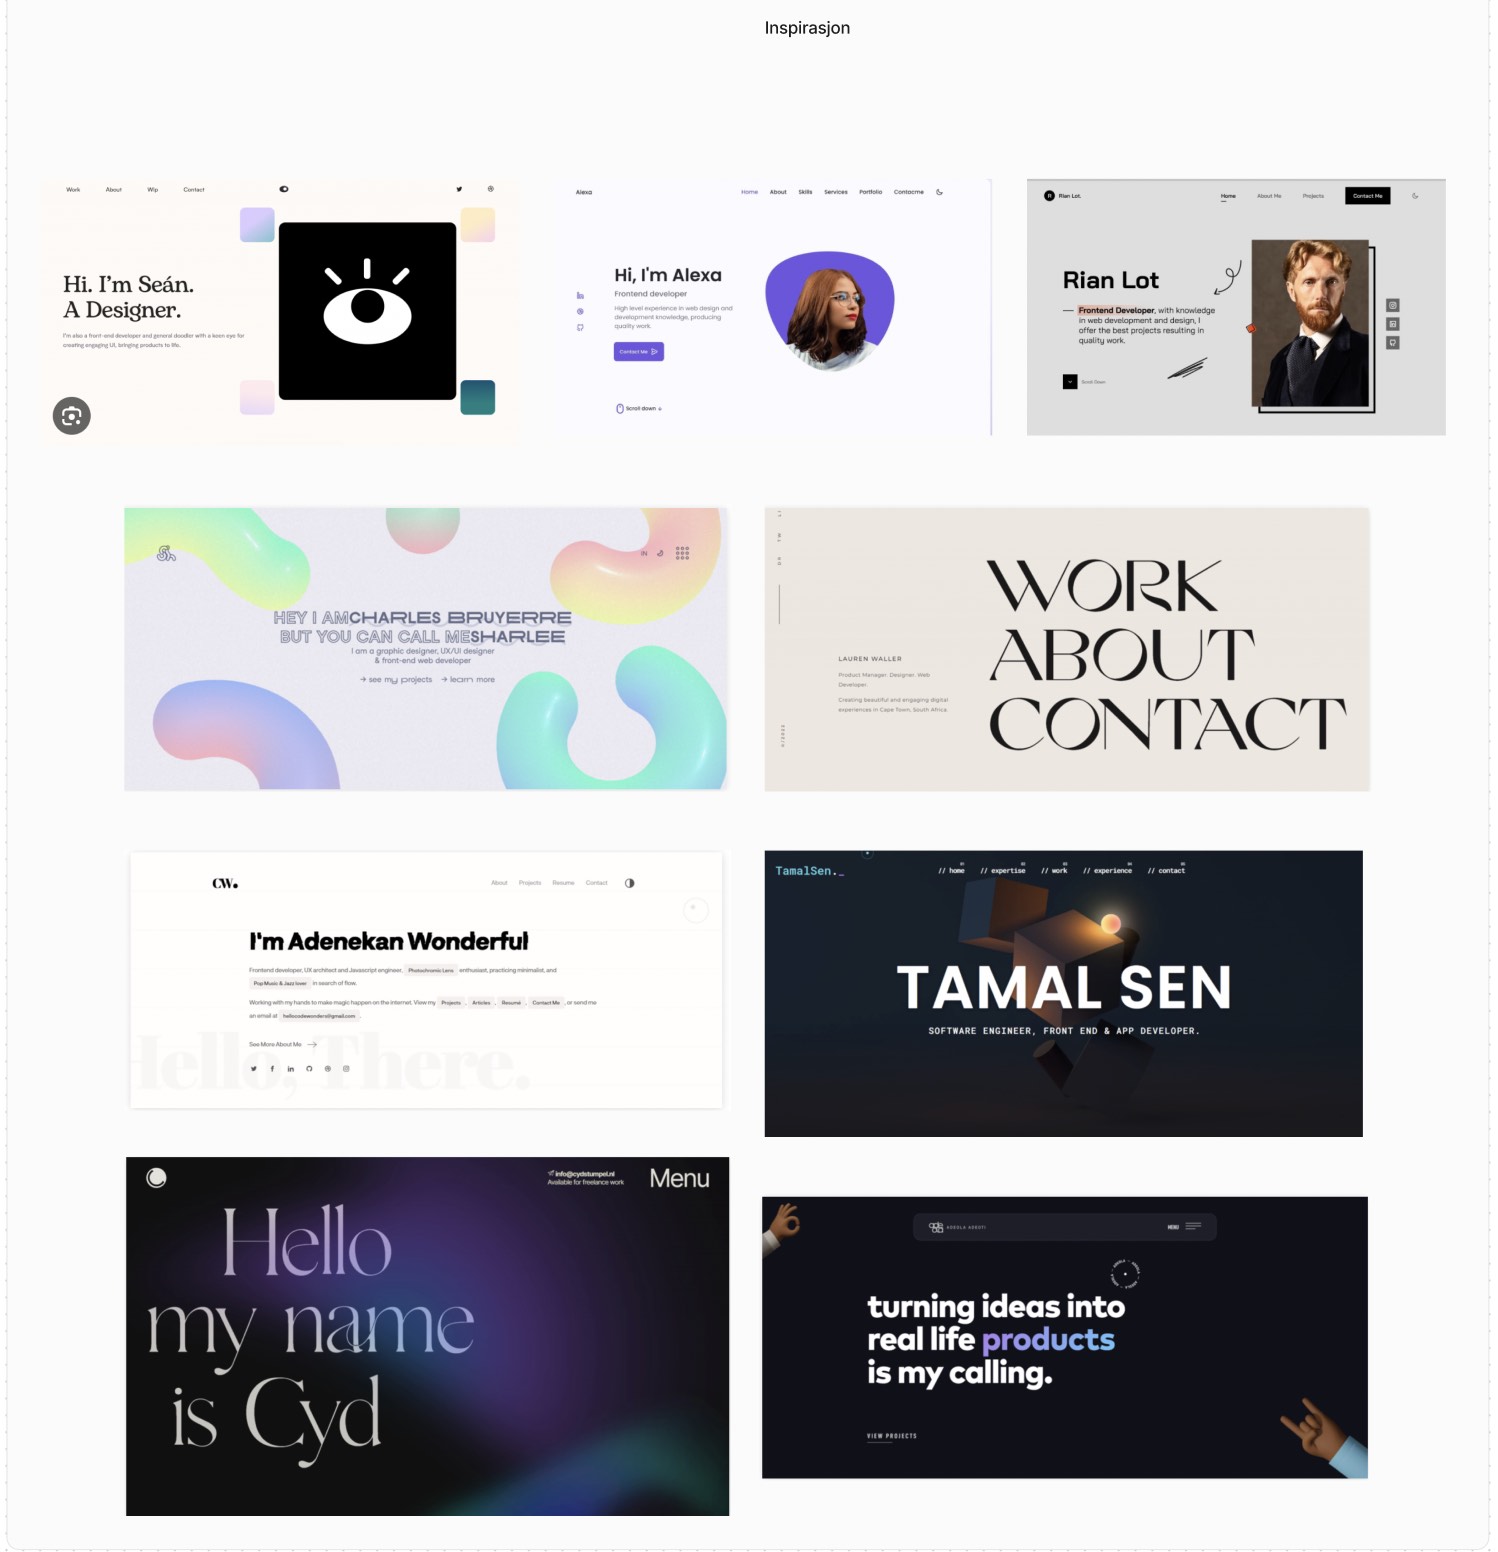 Inspirasjon
Work About Wip Contact
Hi. I'm Seán.
A Designer.
I'm also a front-end developer and general doodler with a keen eye for
creating engaging UI, bringing products to life.
Alexa
Home About Skills Services Portfolio Contacme
Hi, I'm Alexa
Frontend developer
High level experience in web design and
development knowledge, producing
quality work.
Contact Me
Scroll down
R Rian Lot.
Home About Me Projects Contact Me
Rian Lot
Frontend Developer, with knowledge
in web development and design, I
offer the best projects resulting in
quality work.
Scroll Down
IN
HEY I AMCHARLES BRUYERRE
BUT YOU CAN CALL MESHARLEE
I am a graphic designer, UX/UI designer
& front-end web developer
→ see my projects → learn more
WORK
ABOUT
CONTACT
LAUREN WALLER
Product Manager. Designer. Web
Developer.
Creating beautiful and engaging digital
experiences in Cape Town, South Africa.
CW.
About Projects Resume Contact
I'm Adenekan Wonderful
Frontend developer, UX architect and Javascript engineer, Photochromic Lens enthusiast, practicing minimalist, and
Pop Music & Jazz lover in search of flow.
Working with my hands to make magic happen on the internet. View my Projects , Articles , Resumé , Contact Me , or send me
an email at hellocodewonders@gmail.com .
See More About Me →
Hello, There.
TamalSen._
01 02 03 04 05
// home // expertise // work // experience // contact
TAMAL SEN
SOFTWARE ENGINEER, FRONT END & APP DEVELOPER.
info@cydstumpel.nl
Available for freelance work
Menu
Hello
my name
is Cyd
ADEOLA ADEOTI
MENU
turning ideas into
real life products
is my calling.
VIEW PROJECTS